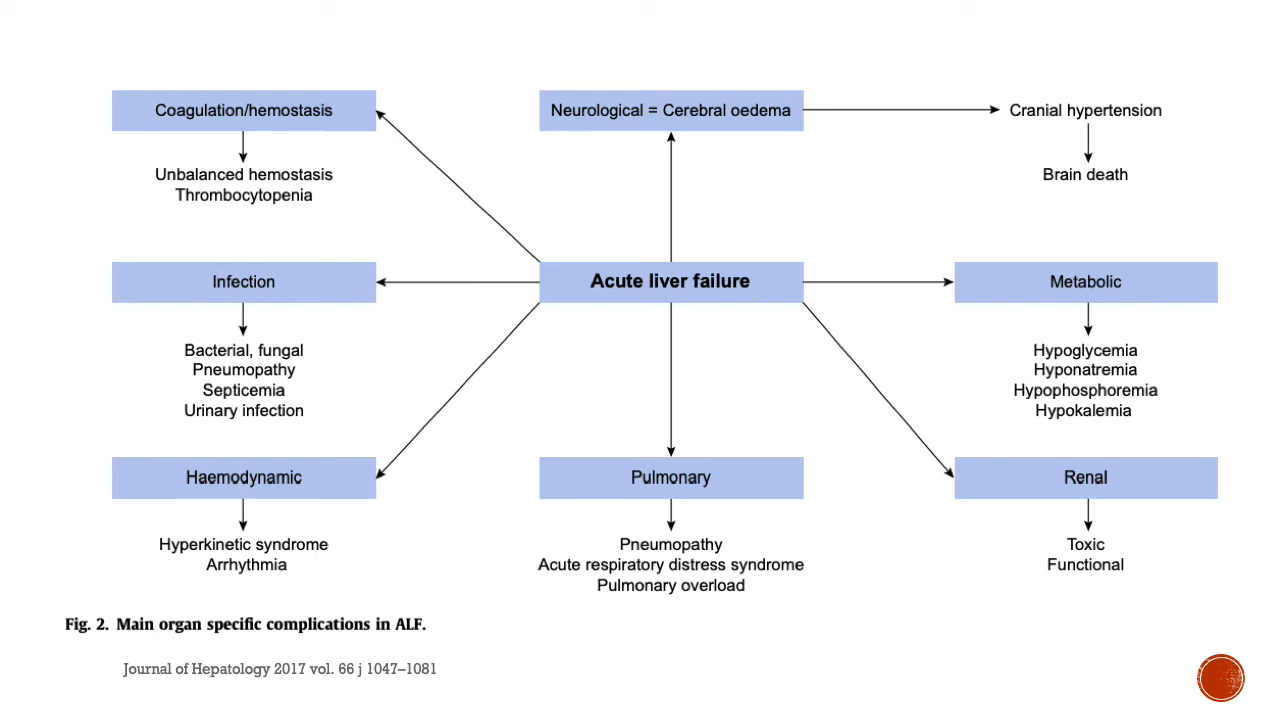 Coagulation/hemostasis
Unbalanced hemostasis
Thrombocytopenia
Neurological = Cerebral oedema
Cranial hypertension
Brain death
Infection
Bacterial, fungal
Pneumopathy
Septicemia
Urinary infection
Acute liver failure
Metabolic
Hypoglycemia
Hyponatremia
Hypophosphoremia
Hypokalemia
Haemodynamic
Hyperkinetic syndrome
Arrhythmia
Pulmonary
Pneumopathy
Acute respiratory distress syndrome
Pulmonary overload
Renal
Toxic
Functional
Fig. 2. Main organ specific complications in ALF.
Journal of Hepatology 2017 vol. 66 j 1047–1081